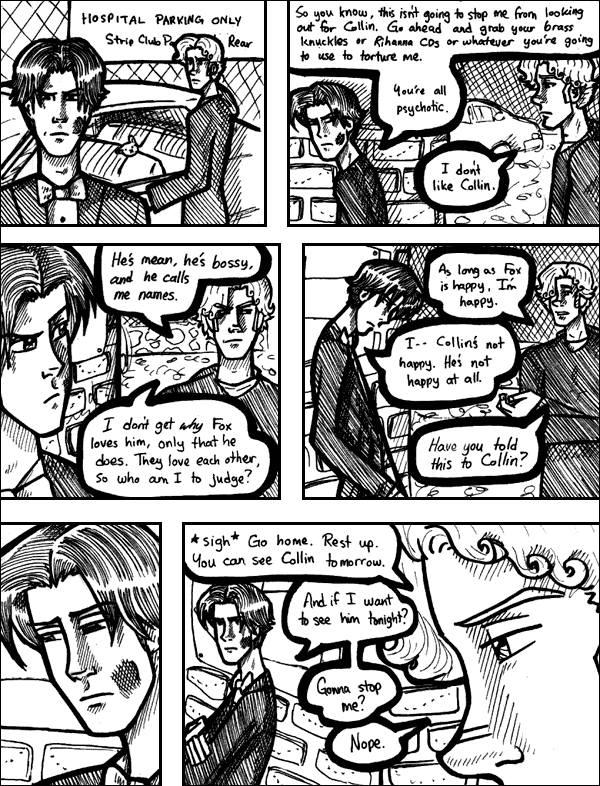 HOSPITAL PARKING ONLY
Strip Club P
Rear
So you know, this isn't going to stop me from looking
out for Collin. Go ahead and grab your brass
knuckles or Rihanna CDs or whatever you're going
to use to torture me.
You're all
psychotic.
I don't
like Collin.
He's mean, he's bossy,
and he calls
me names.
I don't get why Fox
loves him, only that he
does. They love each other,
so who am I to judge?
As long as Fox
is happy, I'm
happy.
I-- Collin's not
happy. He's not
happy at all.
Have you told
this to Collin?
*sigh* Go home. Rest up.
You can see Collin tomorrow.
And if I want
to see him tonight?
Gonna stop
me?
Nope.